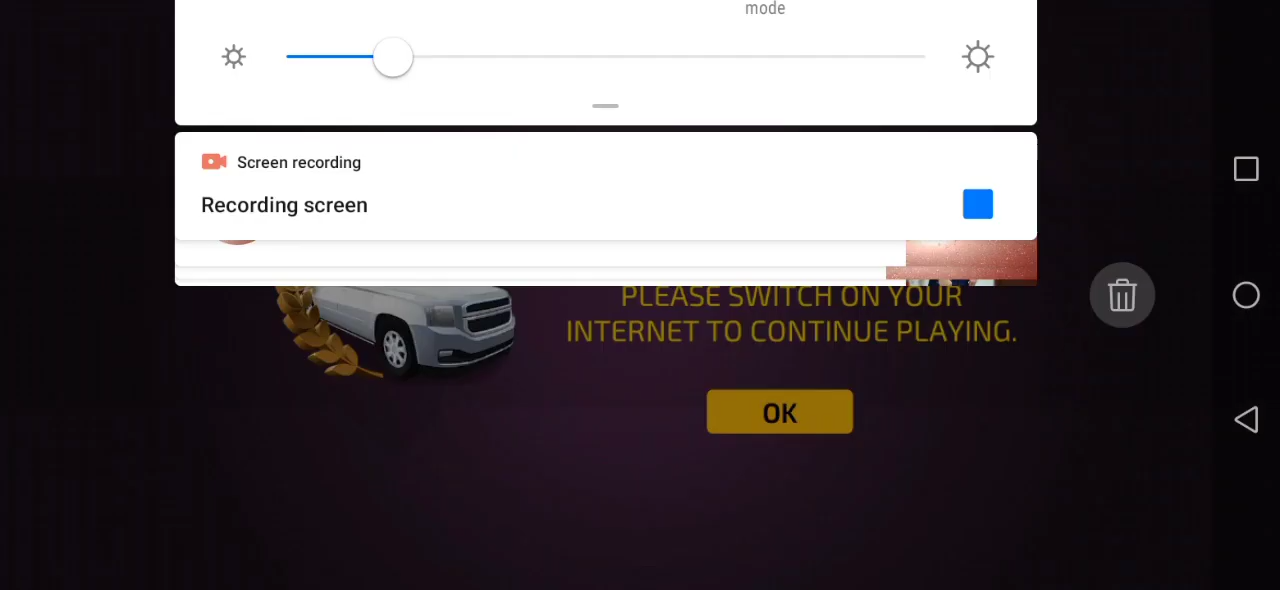 mode
Screen recording
Recording screen
PLEASE SWITCH ON YOUR
INTERNET TO CONTINUE PLAYING.
OK